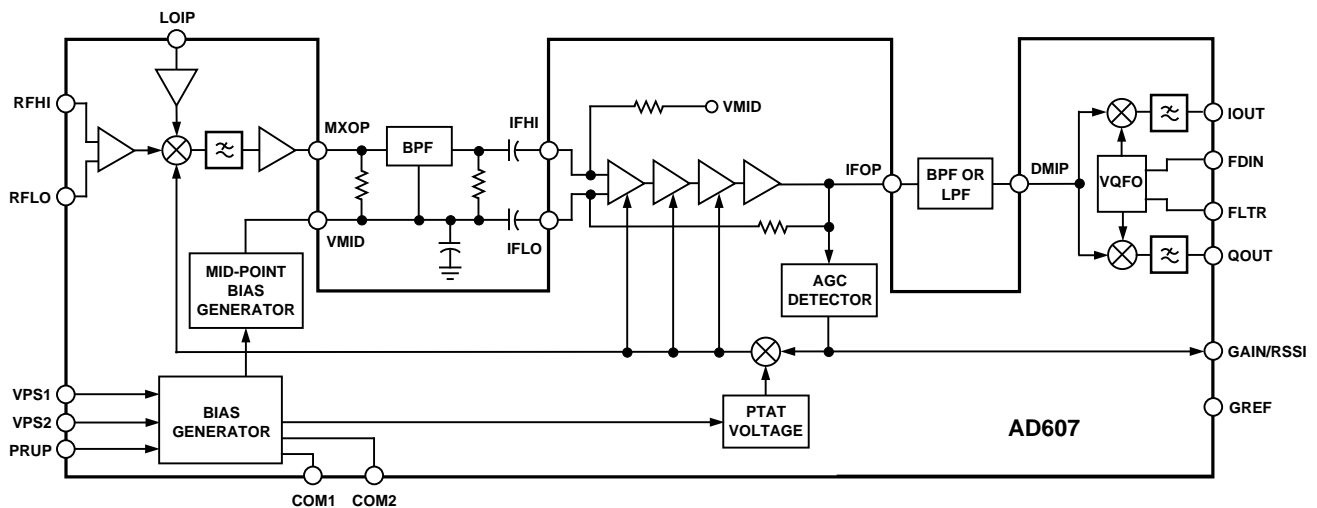 LOIP
RFHI
RFLO
MXOP
BPF
IFHI
VMID
VMID
IFLO
MID-POINT
BIAS
GENERATOR
IFOP
BPF OR
LPF
DMIP
VQFO
IOUT
FDIN
FLTR
QOUT
AGC
DETECTOR
GAIN/RSSI
VPS1
VPS2
PRUP
BIAS
GENERATOR
PTAT
VOLTAGE
GREF
AD607
COM1
COM2